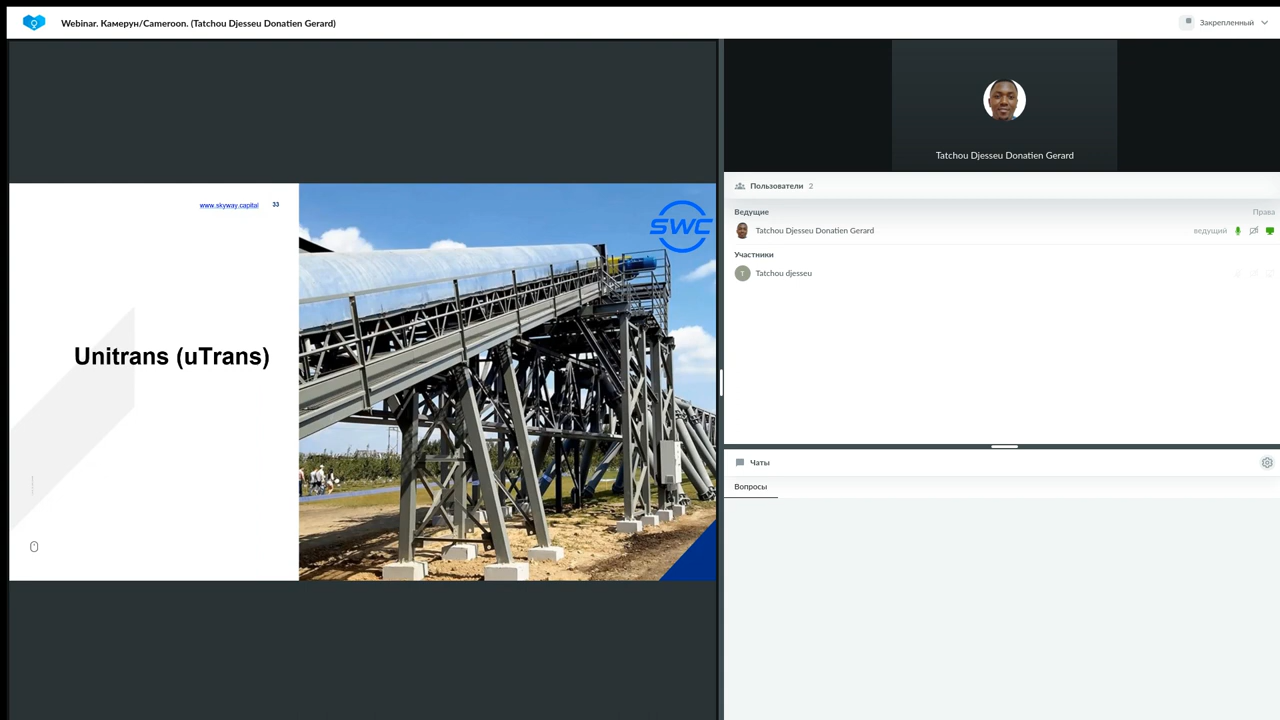 Webinar. Камерун/Cameroon. (Tatchou Djesseu Donatien Gerard)
Закрепленный
www.skyway.capital 33
SWC
Unitrans (uTrans)
Tatchou Djesseu Donatien Gerard
Пользователи 2
Ведущие Права
Tatchou Djesseu Donatien Gerard ведущий
Участники
T Tatchou djesseu
Чаты
Вопросы